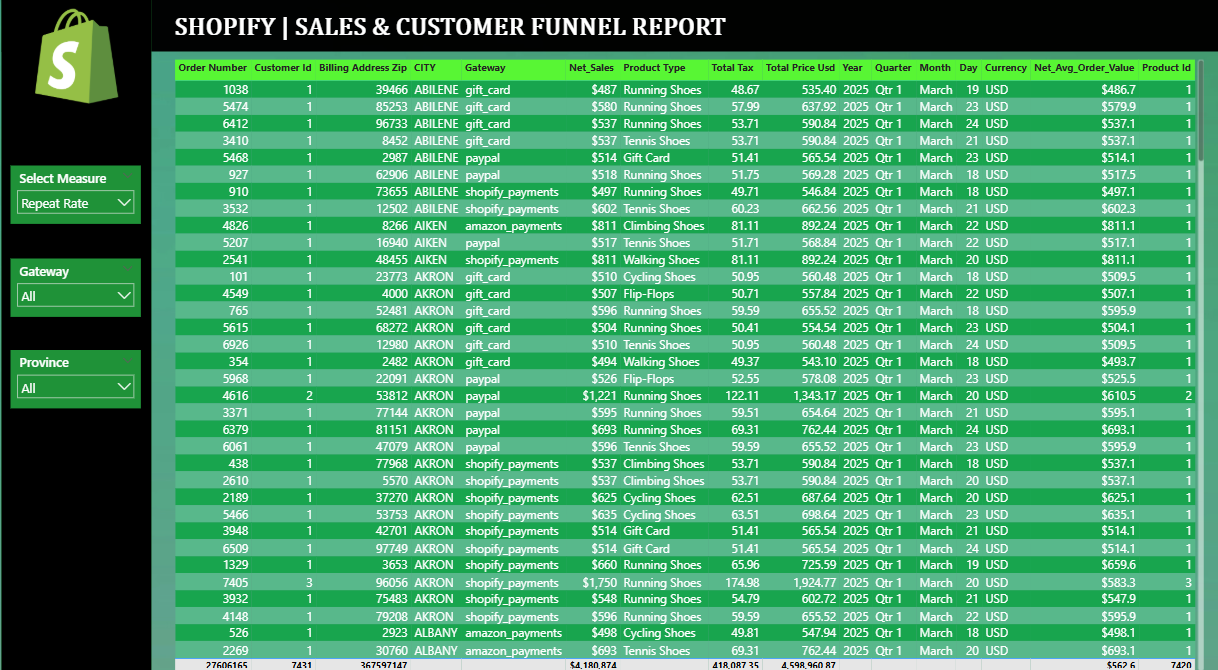 SHOPIFY | SALES & CUSTOMER FUNNEL REPORT
S
Select Measure
Repeat Rate
Gateway
All
Province
All
Order Number Customer Id Billing Address Zip CITY Gateway Net_Sales Product Type Total Tax Total Price Usd Year Quarter Month Day Currency Net_Avg_Order_Value Product Id
1038 1 39466 ABILENE gift_card $487 Running Shoes 48.67 535.40 2025 Qtr 1 March 19 USD $486.7 1
5474 1 85253 ABILENE gift_card $580 Running Shoes 57.99 637.92 2025 Qtr 1 March 23 USD $579.9 1
6412 1 96733 ABILENE gift_card $537 Running Shoes 53.71 590.84 2025 Qtr 1 March 24 USD $537.1 1
3410 1 8452 ABILENE gift_card $537 Tennis Shoes 53.71 590.84 2025 Qtr 1 March 21 USD $537.1 1
5468 1 2987 ABILENE paypal $514 Gift Card 51.41 565.54 2025 Qtr 1 March 23 USD $514.1 1
927 1 62906 ABILENE paypal $518 Running Shoes 51.75 569.28 2025 Qtr 1 March 18 USD $517.5 1
910 1 73655 ABILENE shopify_payments $497 Running Shoes 49.71 546.84 2025 Qtr 1 March 18 USD $497.1 1
3532 1 12502 ABILENE shopify_payments $602 Tennis Shoes 60.23 662.56 2025 Qtr 1 March 21 USD $602.3 1
4826 1 8266 AIKEN amazon_payments $811 Climbing Shoes 81.11 892.24 2025 Qtr 1 March 22 USD $811.1 1
5207 1 16940 AIKEN paypal $517 Tennis Shoes 51.71 568.84 2025 Qtr 1 March 22 USD $517.1 1
2541 1 48455 AIKEN shopify_payments $811 Walking Shoes 81.11 892.24 2025 Qtr 1 March 20 USD $811.1 1
101 1 23773 AKRON gift_card $510 Cycling Shoes 50.95 560.48 2025 Qtr 1 March 18 USD $509.5 1
4549 1 4000 AKRON gift_card $507 Flip-Flops 50.71 557.84 2025 Qtr 1 March 22 USD $507.1 1
765 1 52481 AKRON gift_card $596 Running Shoes 59.59 655.52 2025 Qtr 1 March 18 USD $595.9 1
5615 1 68272 AKRON gift_card $504 Running Shoes 50.41 554.54 2025 Qtr 1 March 23 USD $504.1 1
6926 1 12980 AKRON gift_card $510 Tennis Shoes 50.95 560.48 2025 Qtr 1 March 24 USD $509.5 1
354 1 2482 AKRON gift_card $494 Walking Shoes 49.37 543.10 2025 Qtr 1 March 18 USD $493.7 1
5968 1 22091 AKRON paypal $526 Flip-Flops 52.55 578.08 2025 Qtr 1 March 23 USD $525.5 1
4616 2 53812 AKRON paypal $1,221 Running Shoes 122.11 1,343.17 2025 Qtr 1 March 20 USD $610.5 2
3371 1 77144 AKRON paypal $595 Running Shoes 59.51 654.64 2025 Qtr 1 March 21 USD $595.1 1
6379 1 81151 AKRON paypal $693 Running Shoes 69.31 762.44 2025 Qtr 1 March 24 USD $693.1 1
6061 1 47079 AKRON paypal $596 Tennis Shoes 59.59 655.52 2025 Qtr 1 March 23 USD $595.9 1
438 1 77968 AKRON shopify_payments $537 Climbing Shoes 53.71 590.84 2025 Qtr 1 March 18 USD $537.1 1
2610 1 5570 AKRON shopify_payments $537 Climbing Shoes 53.71 590.84 2025 Qtr 1 March 20 USD $537.1 1
2189 1 37270 AKRON shopify_payments $625 Cycling Shoes 62.51 687.64 2025 Qtr 1 March 20 USD $625.1 1
5466 1 53753 AKRON shopify_payments $635 Cycling Shoes 63.51 698.64 2025 Qtr 1 March 23 USD $635.1 1
3948 1 42701 AKRON shopify_payments $514 Gift Card 51.41 565.54 2025 Qtr 1 March 21 USD $514.1 1
6509 1 97749 AKRON shopify_payments $514 Gift Card 51.41 565.54 2025 Qtr 1 March 24 USD $514.1 1
1329 1 3653 AKRON shopify_payments $660 Running Shoes 65.96 725.59 2025 Qtr 1 March 19 USD $659.6 1
7405 3 96056 AKRON shopify_payments $1,750 Running Shoes 174.98 1,924.77 2025 Qtr 1 March 20 USD $583.3 3
3932 1 75483 AKRON shopify_payments $548 Running Shoes 54.79 602.72 2025 Qtr 1 March 21 USD $547.9 1
4148 1 79208 AKRON shopify_payments $596 Running Shoes 59.59 655.52 2025 Qtr 1 March 22 USD $595.9 1
526 1 2923 ALBANY amazon_payments $498 Cycling Shoes 49.81 547.94 2025 Qtr 1 March 18 USD $498.1 1
2269 1 30760 ALBANY amazon_payments $693 Tennis Shoes 69.31 762.44 2025 Qtr 1 March 20 USD $693.1 1
27606165 7431 367597147 $4,180,874 418,087.35 4,598,960.87 $562.6 7420